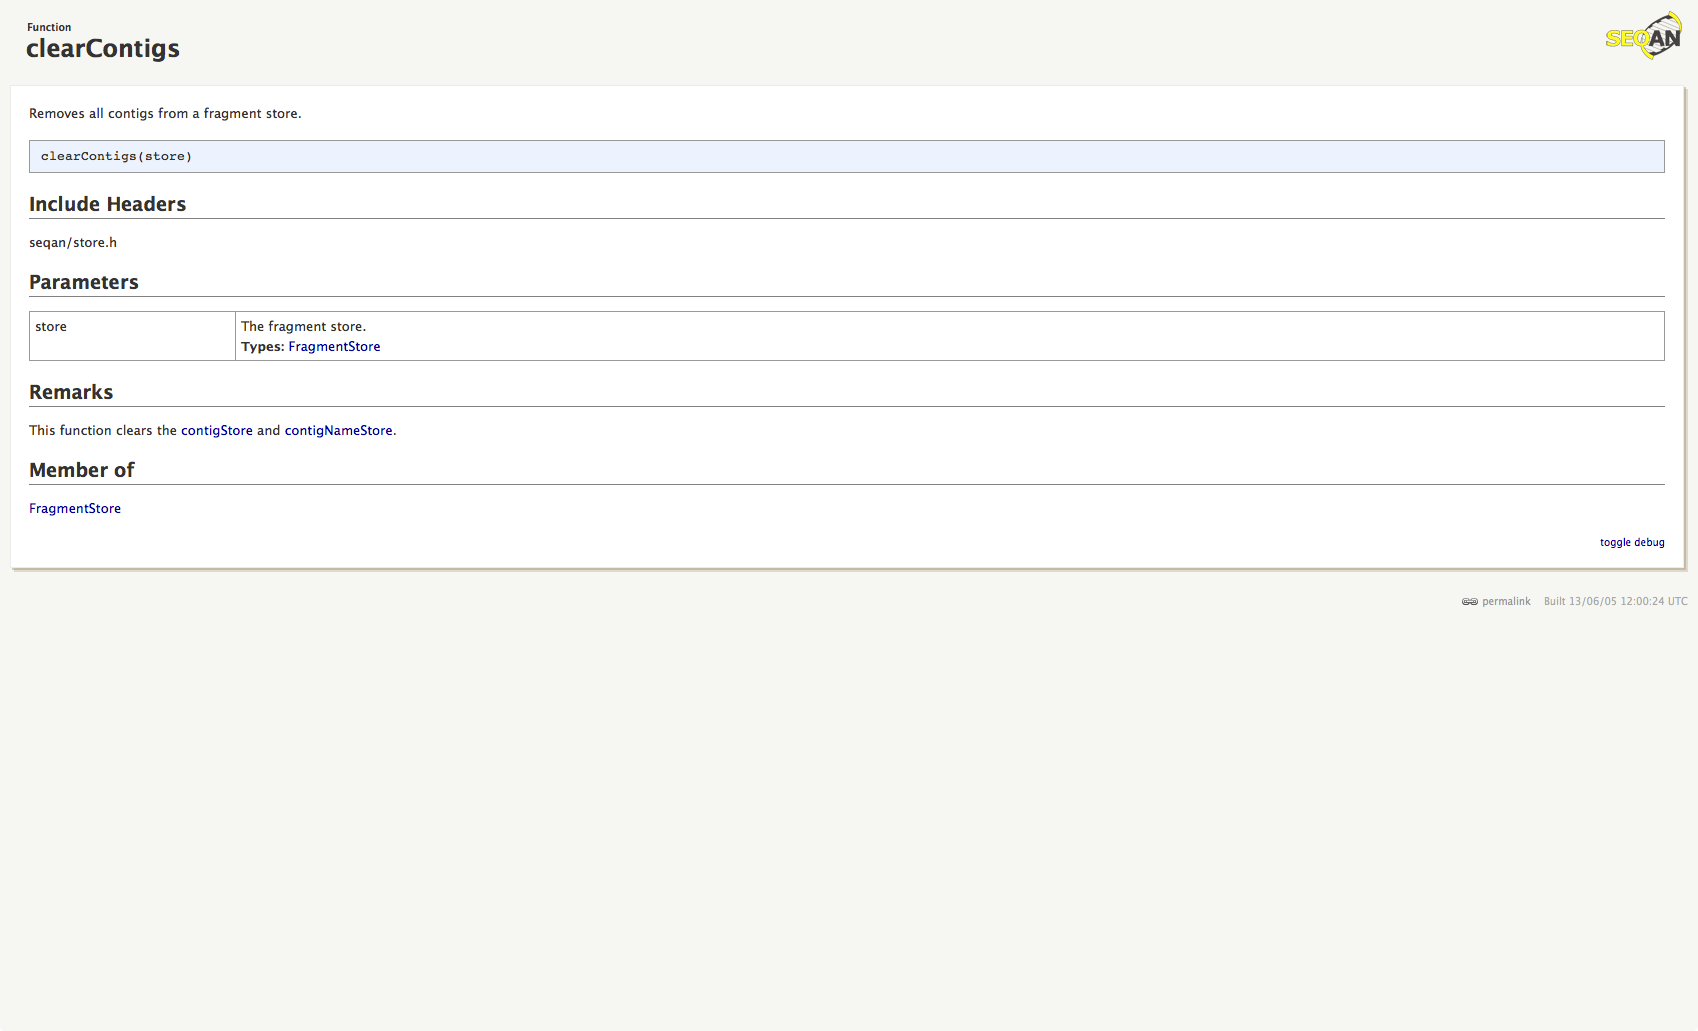 Function
clearContigs
SEQAN
Removes all contigs from a fragment store.
clearContigs(store)
Include Headers
seqan/store.h
Parameters
store
The fragment store.
Types: FragmentStore
Remarks
This function clears the contigStore and contigNameStore.
Member of
FragmentStore
toggle debug
permalink Built 13/06/05 12:00:24 UTC